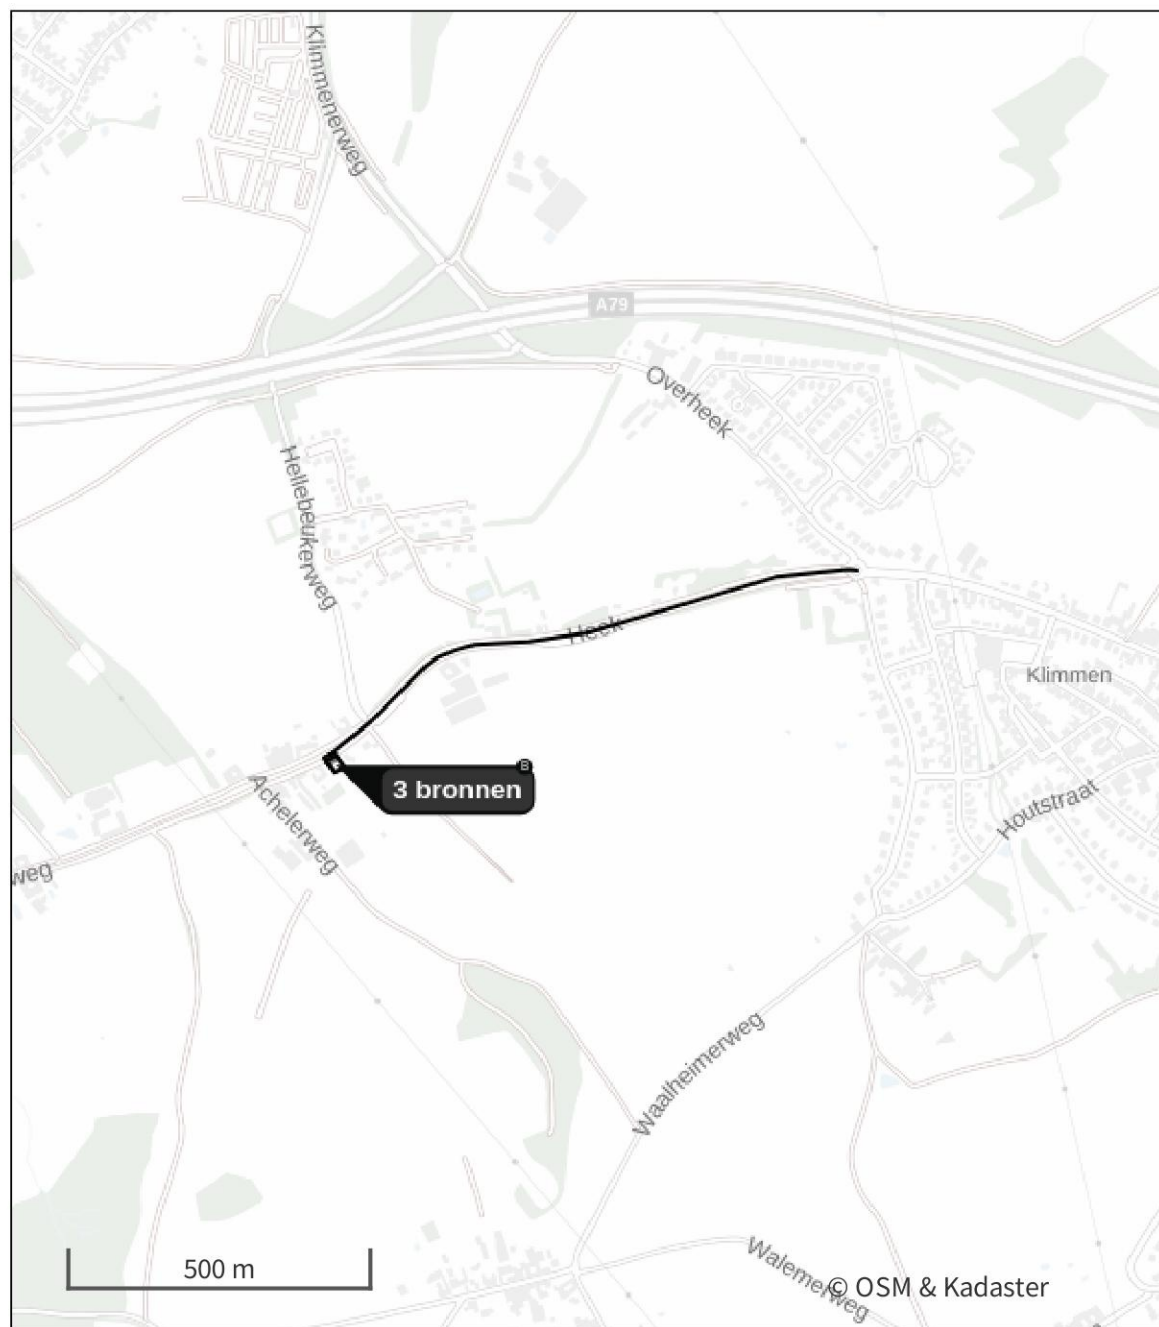 Klimmenerweg
A79
Overheek
Hellebeukerweg
Heek
Klimmen
B
3 bronnen
Houtstraat
Achelerweg
weg
Waalheimerweg
500 m
Walemerweg
© OSM & Kadaster